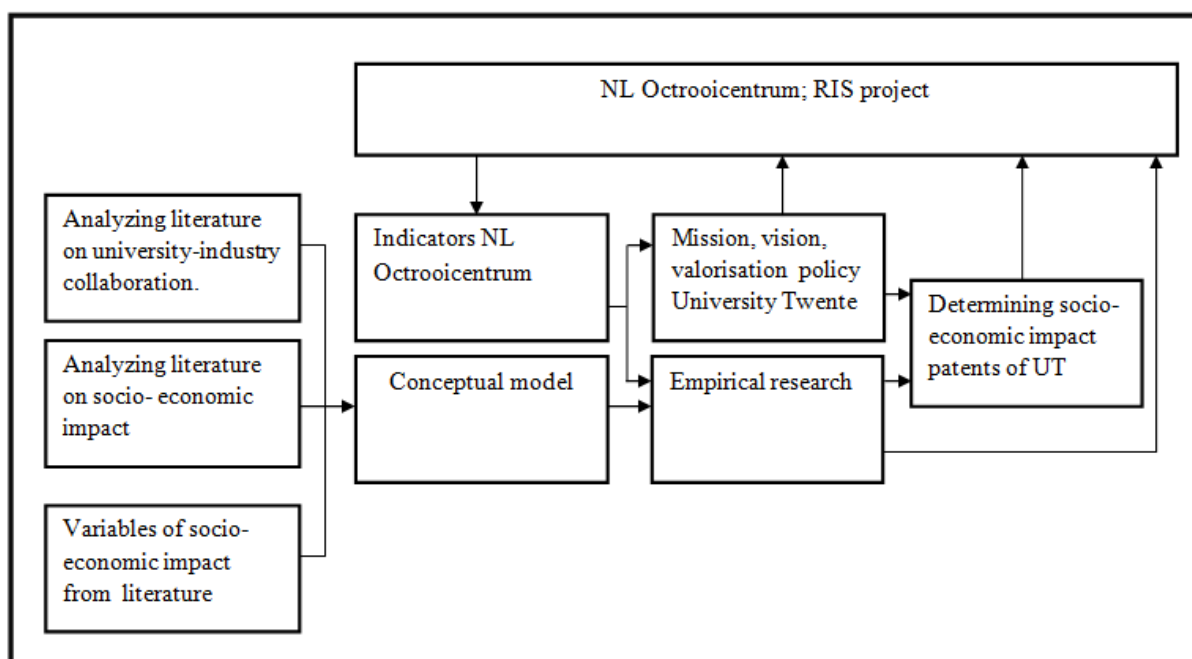 NL Octrooicentrum; RIS project
Analyzing literature
on university-industry
collaboration.
Indicators NL
Octrooicentrum
Mission, vision,
valorisation policy
University Twente
Determining socio-
economic impact
patents of UT
Analyzing literature
on socio- economic
impact
Conceptual model
Empirical research
Variables of socio-
economic impact
from literature